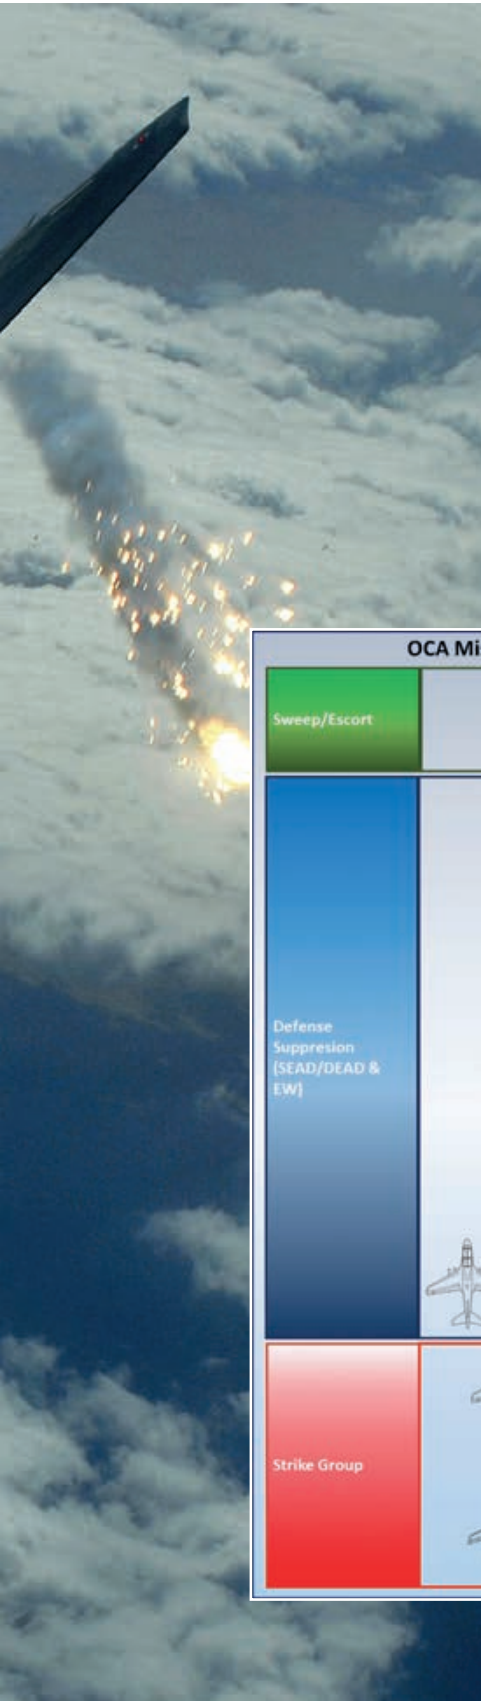 OCA Mi
Sweep/Escort
Defense
Suppresion
(SEAD/DEAD &
EW)
Strike Group